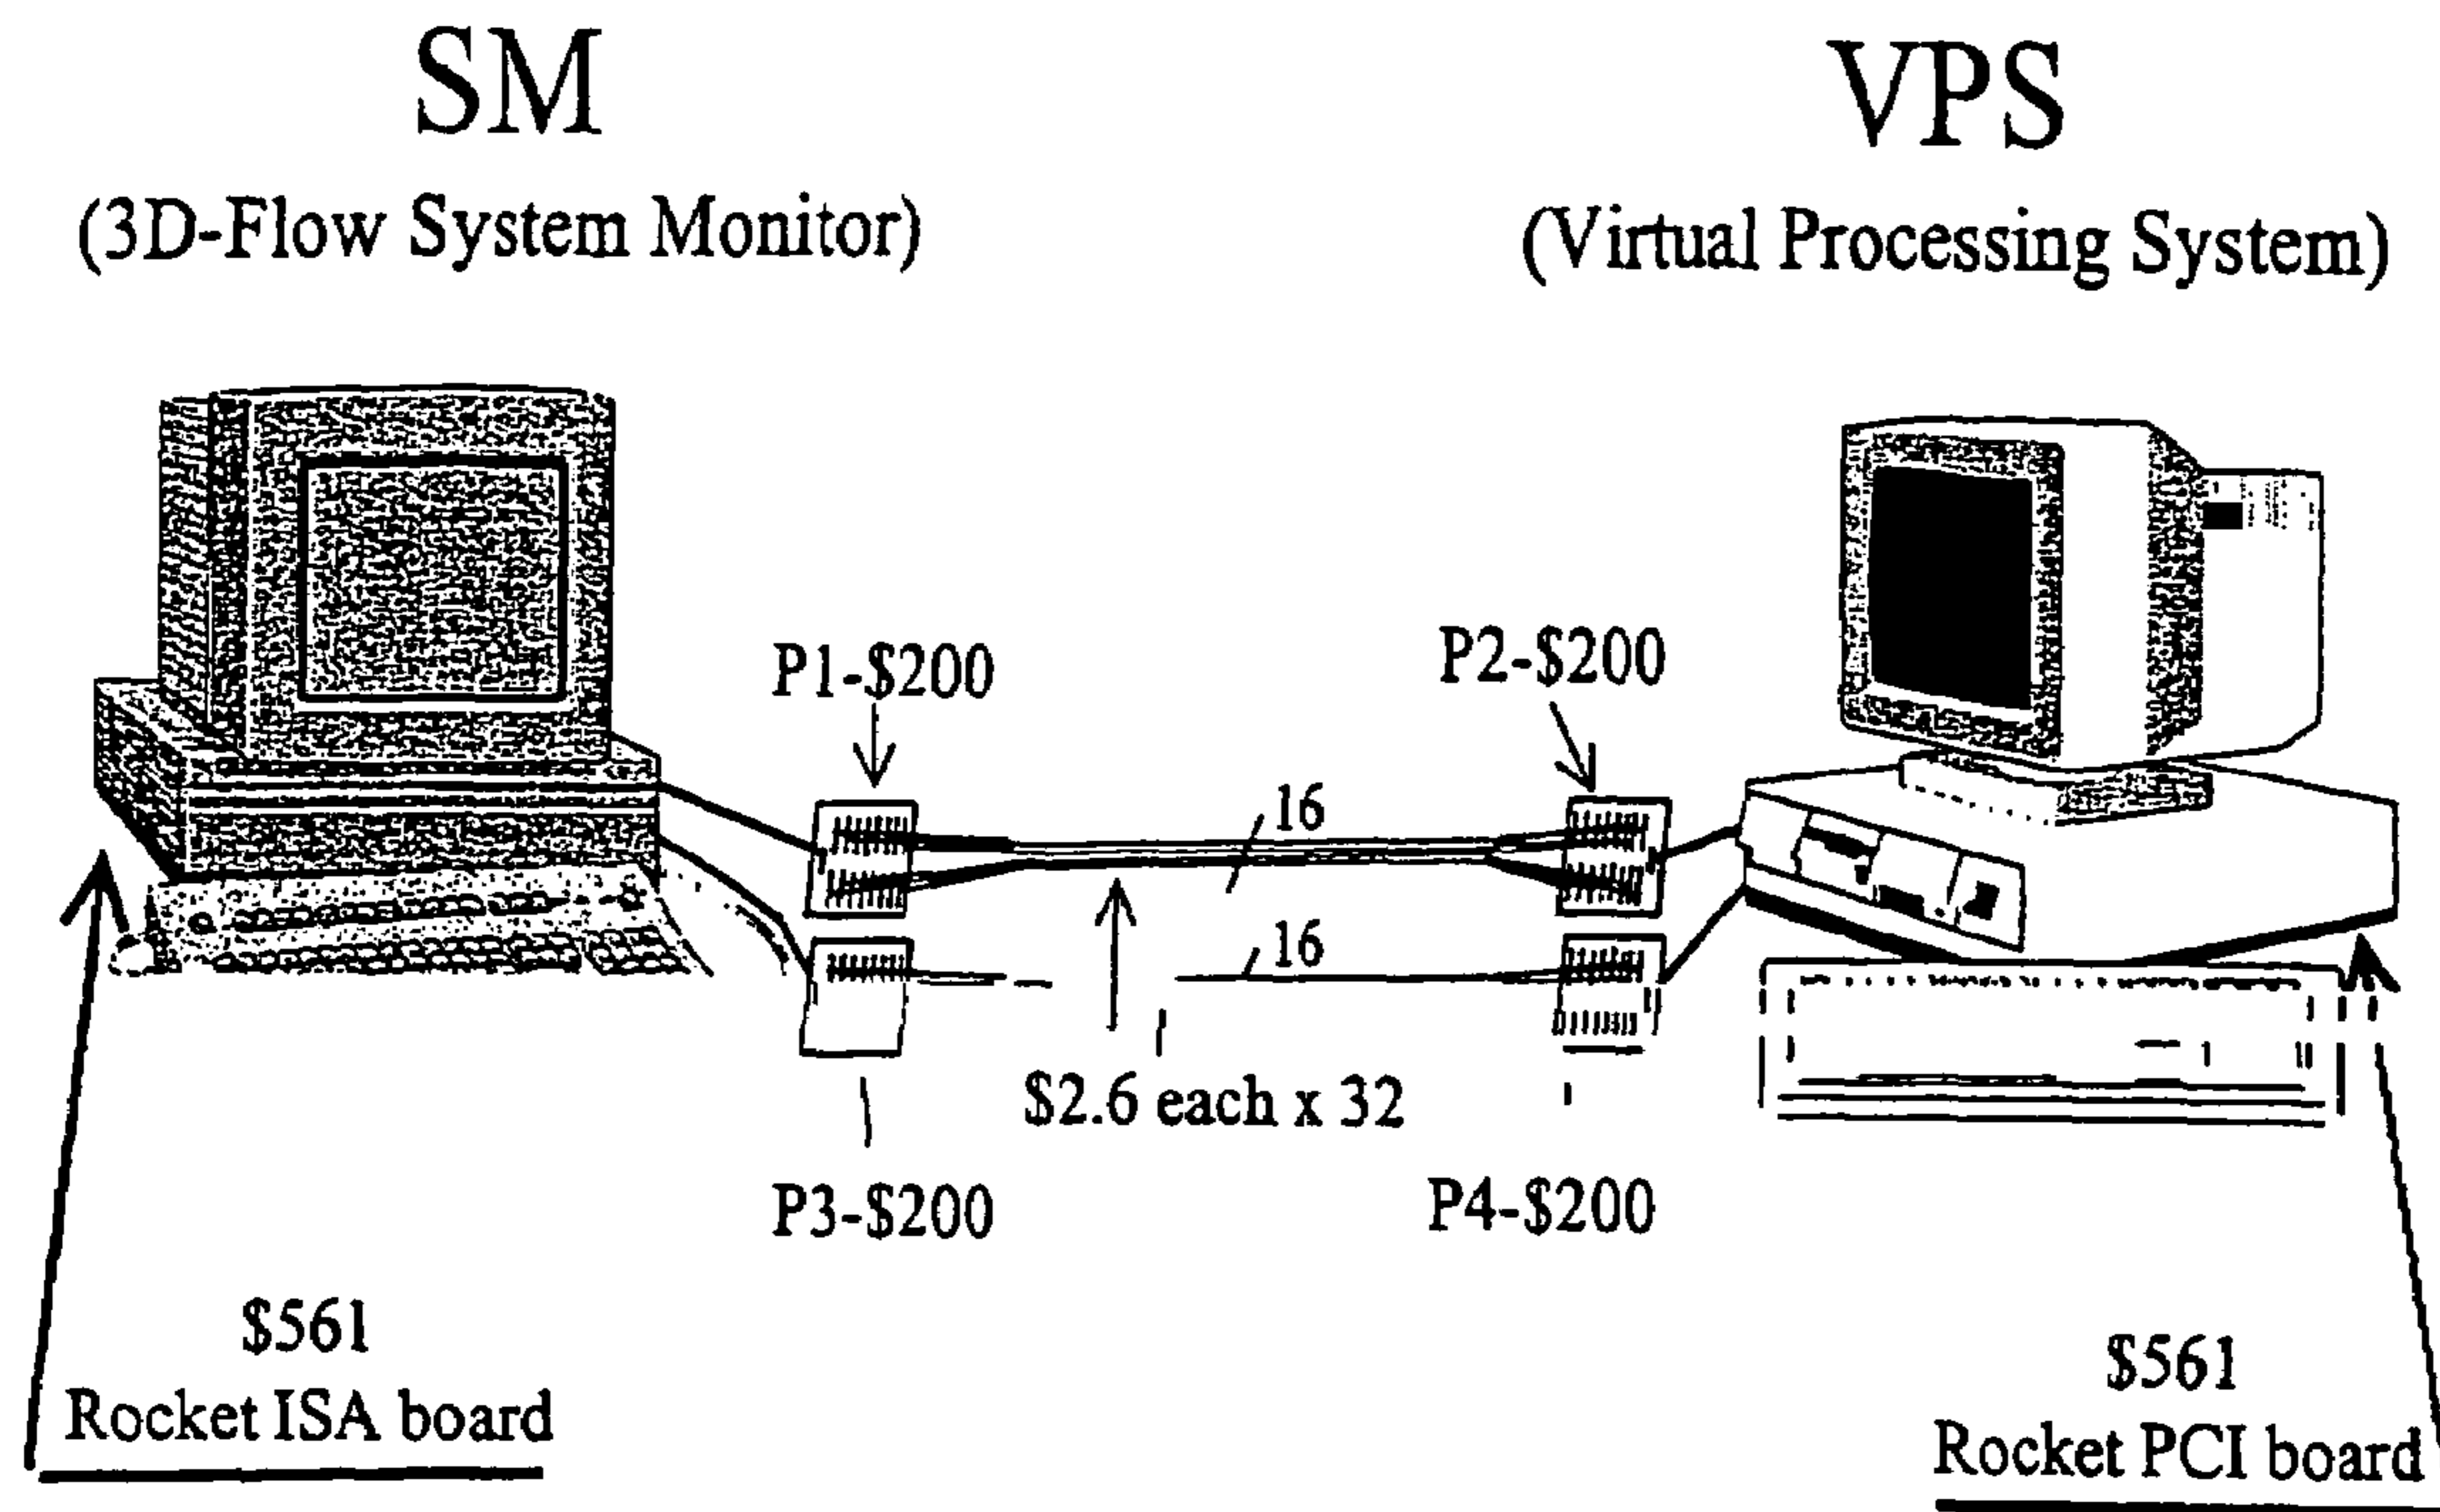 SM
(3D-Flow System Monitor)
VPS
(Virtual Processing System)
P1-$200
P2-$200
16
16
$2.6 each x 32
P3-$200
P4-$200
$561
Rocket ISA board
$561
Rocket PCI board